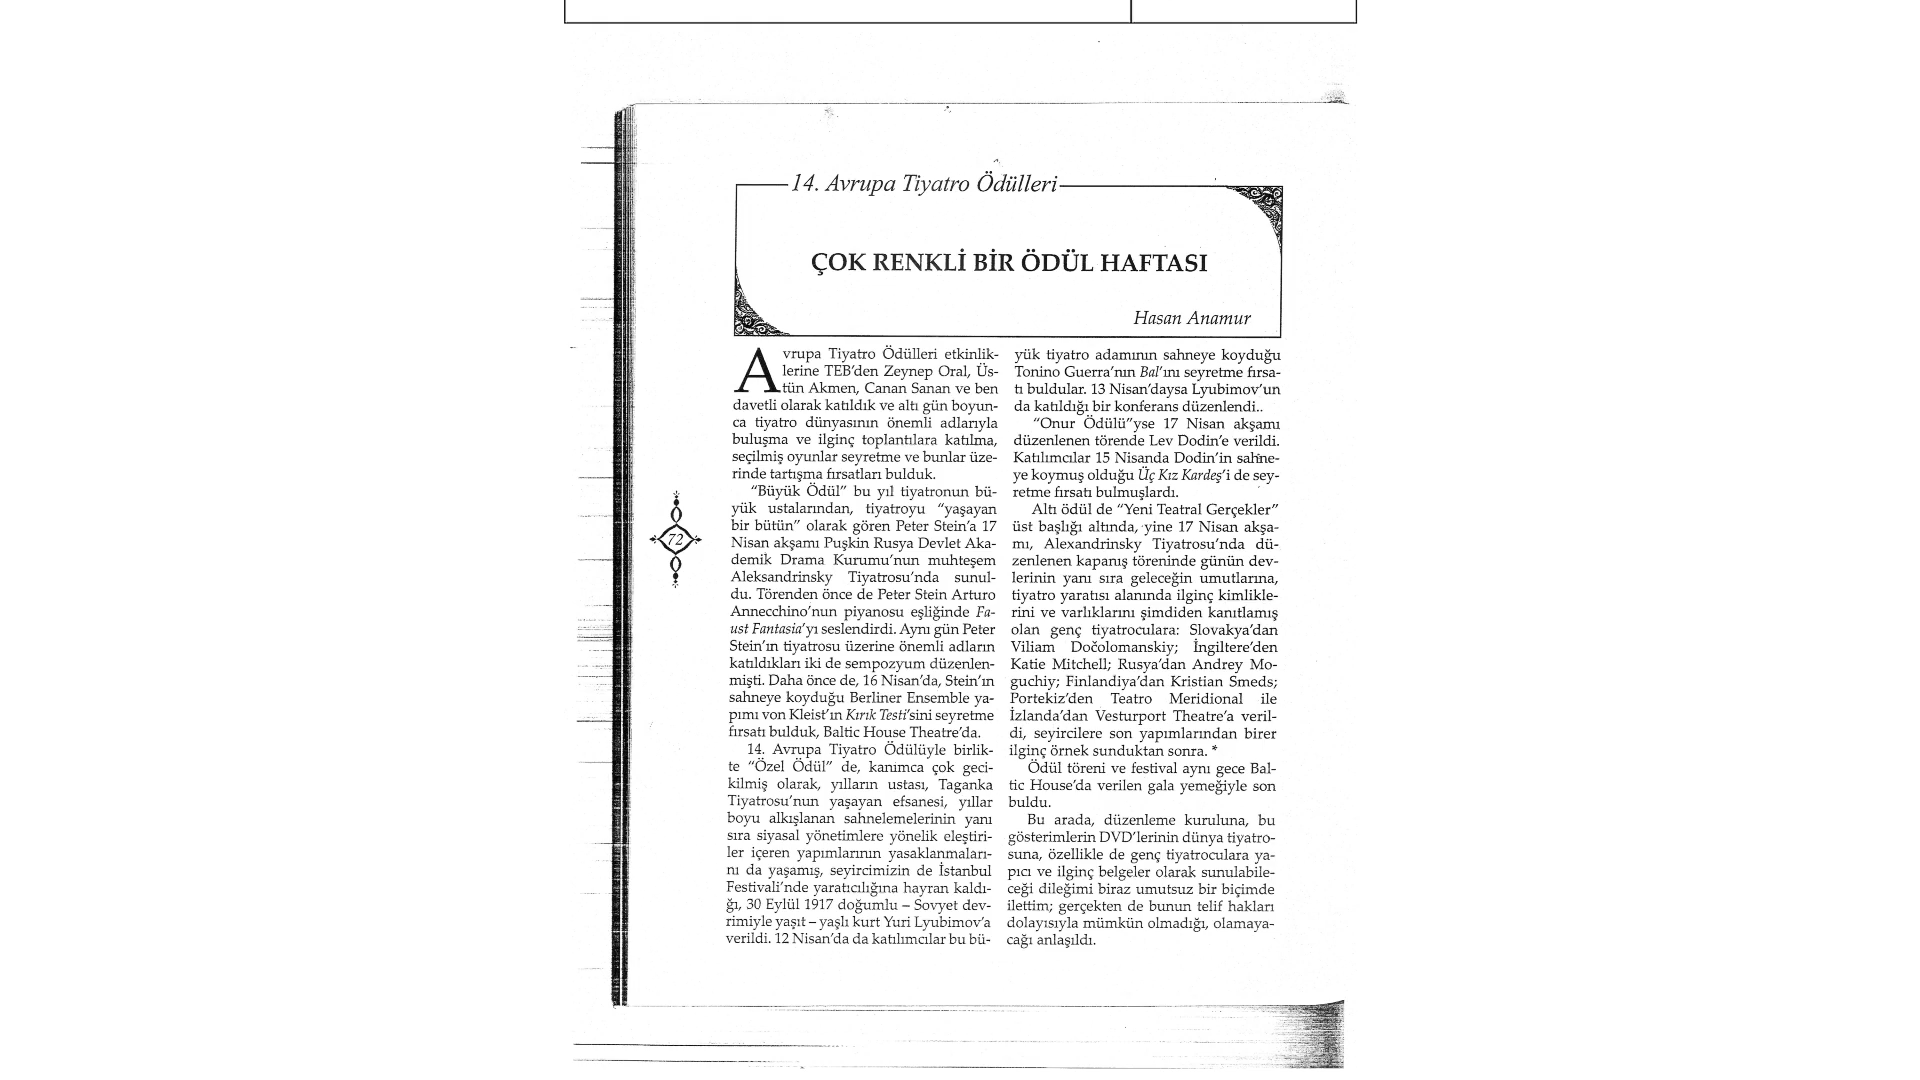 14. Avrupa Tiyatro Ödülleri
ÇOK RENKLİ BİR ÖDÜL HAFTASI
Hasan Anamur
Avrupa Tiyatro Ödülleri etkinlik-
lerine TEB'den Zeynep Oral, Üs-
tün Akmen, Canan Sanan ve ben
davetli olarak katıldık ve altı gün boyun-
ca tiyatro dünyasının önemli adlarıyla
buluşma ve ilginç toplantılara katılma,
seçilmiş oyunlar seyretme ve bunlar üze-
rinde tartışma fırsatları bulduk.
"Büyük Ödül" bu yıl tiyatronun bü-
yük ustalarından, tiyatroyu "yaşayan
bir bütün" olarak gören Peter Stein'a 17
Nisan akşamı Puşkin Rusya Devlet Aka-
demik Drama Kurumu'nun muhteşem
Aleksandrinsky Tiyatrosu'nda sunul-
du. Törenden önce de Peter Stein Arturo
Annecchino'nun piyanosu eşliğinde Fa-
ust Fantasia'yı seslendirdi. Aynı gün Peter
Stein'ın tiyatrosu üzerine önemli adların
katıldıkları iki de sempozyum düzenlen-
mişti. Daha önce de, 16 Nisan'da, Stein'ın
sahneye koyduğu Berliner Ensemble ya-
pımı von Kleist'ın Kırık Testi'sini seyretme
fırsatı bulduk, Baltic House Theatre'da.
14. Avrupa Tiyatro Ödülüyle birlik-
te "Özel Ödül" de, kanımca çok geci-
kilmiş olarak, yılların ustası, Taganka
Tiyatrosu'nun yaşayan efsanesi, yıllar
boyu alkışlanan sahnelemelerinin yanı
sıra siyasal yönetimlere yönelik eleştiri-
ler içeren yapımlarının yasaklanmaları-
nı da yaşamış, seyircimizin de İstanbul
Festivali'nde yaratıcılığına hayran kaldı-
ğı, 30 Eylül 1917 doğumlu – Sovyet dev-
rimiyle yaşıt – yaşlı kurt Yuri Lyubimov'a
verildi. 12 Nisan'da da katılımcılar bu bü-
yük tiyatro adamının sahneye koyduğu
Tonino Guerra'nın Bal'ını seyretme fırsa-
tı buldular. 13 Nisan'daysa Lyubimov'un
da katıldığı bir konferans düzenlendi..
"Onur Ödülü"yse 17 Nisan akşamı
düzenlenen törende Lev Dodin'e verildi.
Katılımcılar 15 Nisanda Dodin'in sahne-
ye koymuş olduğu Üç Kız Kardeş'i de sey-
retme fırsatı bulmuşlardı.
Altı ödül de "Yeni Teatral Gerçekler"
üst başlığı altında, yine 17 Nisan akşa-
mı, Alexandrinsky Tiyatrosu'nda dü-
zenlenen kapanış töreninde günün dev-
lerinin yanı sıra geleceğin umutlarına,
tiyatro yaratısı alanında ilginç kimlikle-
rini ve varlıklarını şimdiden kanıtlamış
olan genç tiyatroculara: Slovakya'dan
Viliam Dočolomanskiy; İngiltere'den
Katie Mitchell; Rusya'dan Andrey Mo-
guchiy; Finlandiya'dan Kristian Smeds;
Portekiz'den Teatro Meridional ile
İzlanda'dan Vesturport Theatre'a veril-
di, seyircilere son yapımlarından birer
ilginç örnek sunduktan sonra. *
Ödül töreni ve festival aynı gece Bal-
tic House'da verilen gala yemeğiyle son
buldu.
Bu arada, düzenleme kuruluna, bu
gösterimlerin DVD'lerinin dünya tiyatro-
suna, özellikle de genç tiyatroculara ya-
pıcı ve ilginç belgeler olarak sunulabile-
ceği dileğimi biraz umutsuz bir biçimde
ilettim; gerçekten de bunun telif hakları
dolayısıyla mümkün olmadığı, olamaya-
cağı anlaşıldı.
72